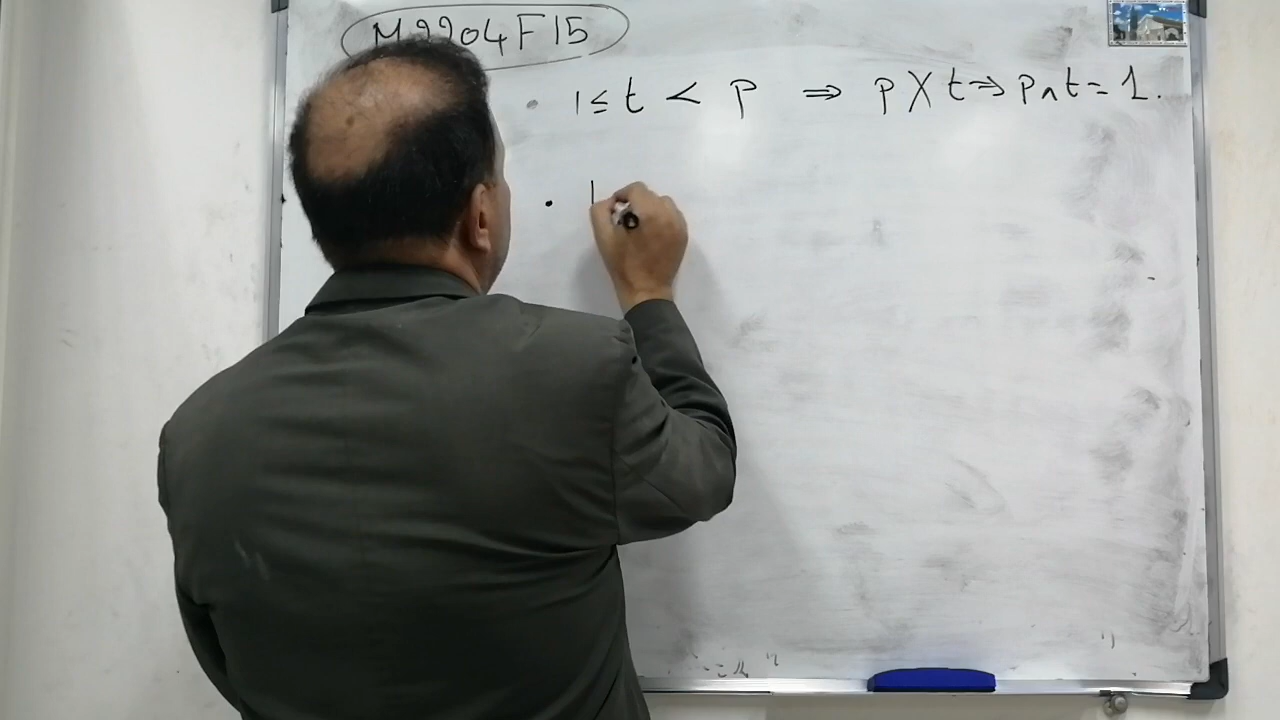 M2204F15
• 1 ≤ t < p ⇒ p ∤ t ⇒ p ∧ t = 1.
•